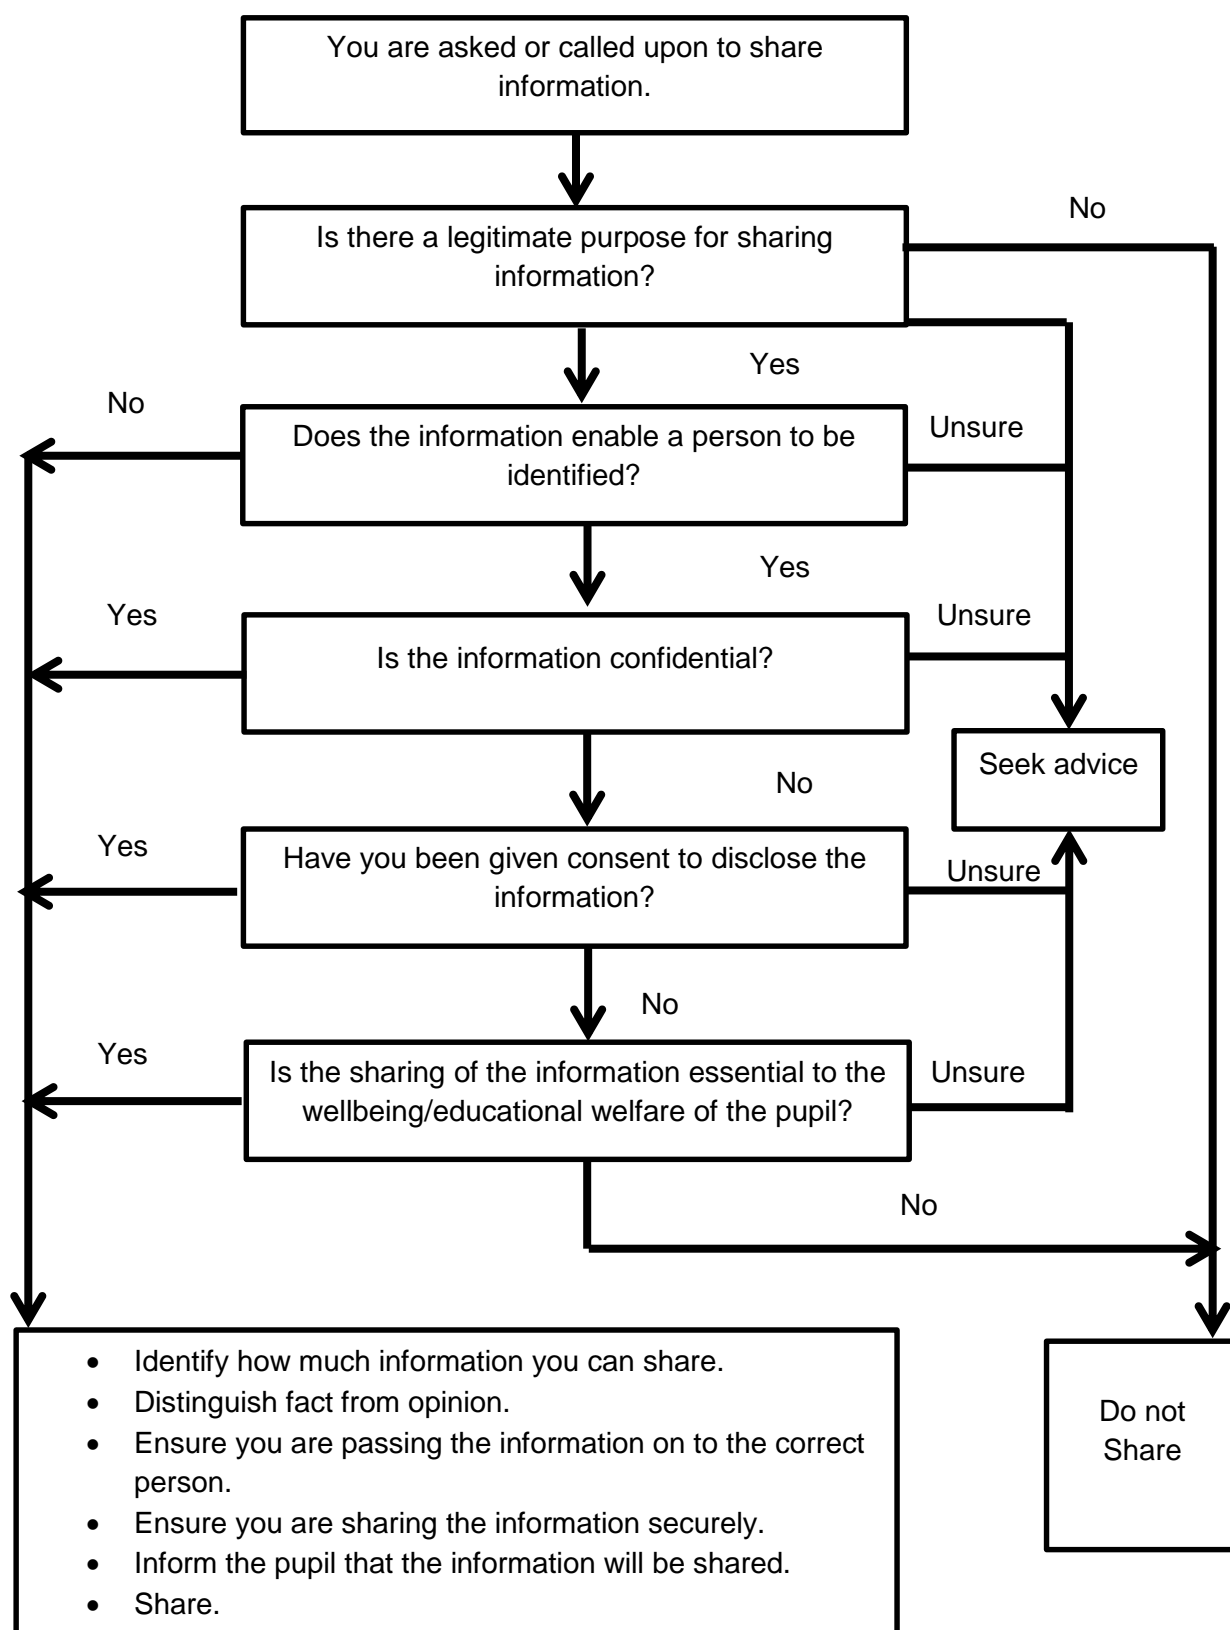 You are asked or called upon to share
information.
No
Is there a legitimate purpose for sharing
information?
Yes
No
Does the information enable a person to be
identified?
Unsure
Yes
Yes
Is the information confidential?
Unsure
No
Seek advice
Yes
Have you been given consent to disclose the
information?
Unsure
No
Yes
Is the sharing of the information essential to the
wellbeing/educational welfare of the pupil?
Unsure
No
• Identify how much information you can share.
• Distinguish fact from opinion.
• Ensure you are passing the information on to the correct
person.
• Ensure you are sharing the information securely.
• Inform the pupil that the information will be shared.
• Share.
Do not
Share